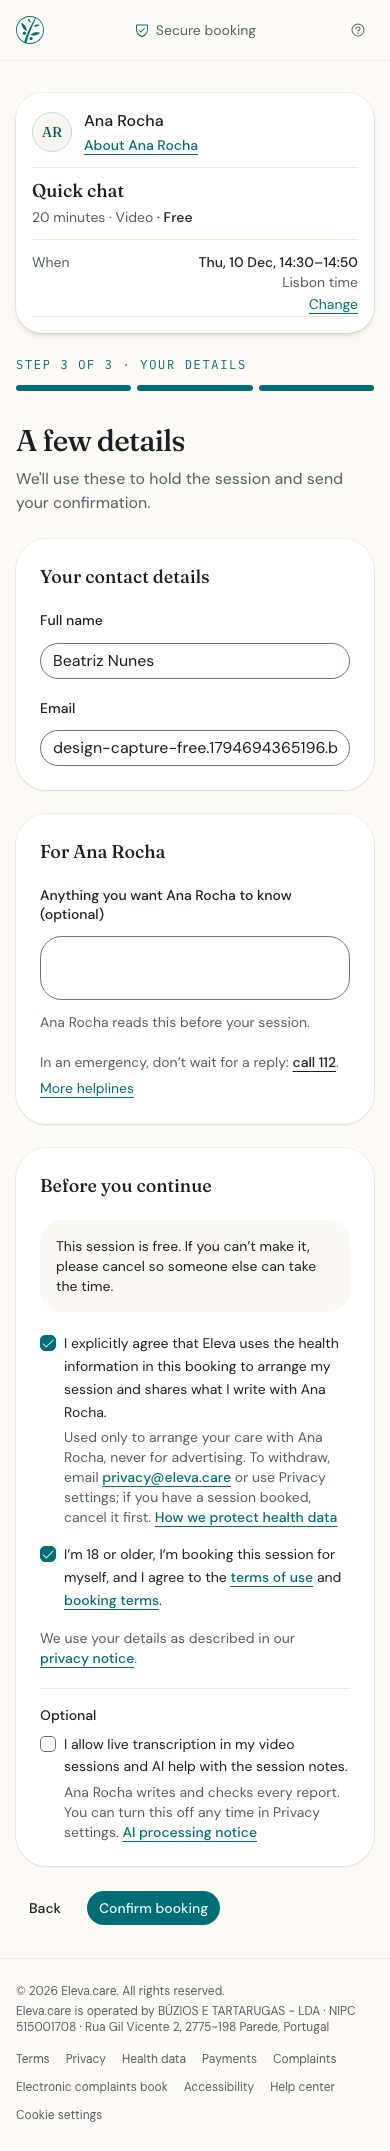 Secure booking
AR
Ana Rocha
About Ana Rocha
Quick chat
20 minutes · Video · Free
When
Thu, 10 Dec, 14:30–14:50
Lisbon time
Change
STEP 3 OF 3 · YOUR DETAILS
A few details
We'll use these to hold the session and send
your confirmation.
Your contact details
Full name
Beatriz Nunes
Email
design-capture-free.1794694365196.b
For Ana Rocha
Anything you want Ana Rocha to know
(optional)
Ana Rocha reads this before your session.
In an emergency, don’t wait for a reply: call 112.
More helplines
Before you continue
This session is free. If you can’t make it,
please cancel so someone else can take
the time.
I explicitly agree that Eleva uses the health
information in this booking to arrange my
session and shares what I write with Ana
Rocha.
Used only to arrange your care with Ana
Rocha, never for advertising. To withdraw,
email privacy@eleva.care or use Privacy
settings; if you have a session booked,
cancel it first. How we protect health data
I’m 18 or older, I’m booking this session for
myself, and I agree to the terms of use and
booking terms.
We use your details as described in our
privacy notice.
Optional
I allow live transcription in my video
sessions and AI help with the session notes.
Ana Rocha writes and checks every report.
You can turn this off any time in Privacy
settings. AI processing notice
Back
Confirm booking
© 2026 Eleva.care. All rights reserved.
Eleva.care is operated by BÚZIOS E TARTARUGAS - LDA · NIPC
515001708 · Rua Gil Vicente 2, 2775-198 Parede, Portugal
Terms Privacy Health data Payments Complaints
Electronic complaints book Accessibility Help center
Cookie settings